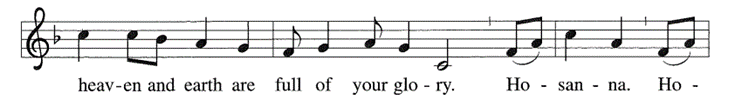 heav-en and earth are full of your glo - ry. Ho - san - na. Ho -